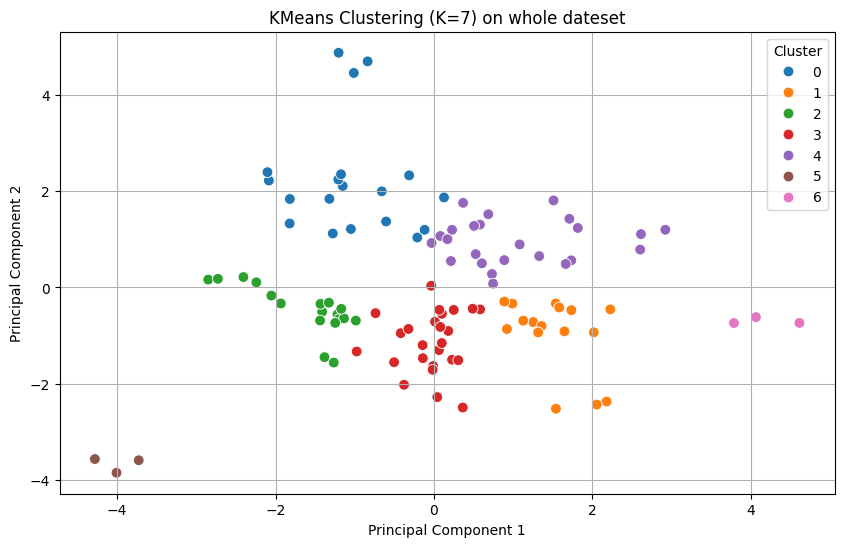 KMeans Clustering (K=7) on whole dateset
Cluster
0
1
2
3
4
5
6
4
2
0
−2
−4
Principal Component 2
−4 −2 0 2 4
Principal Component 1